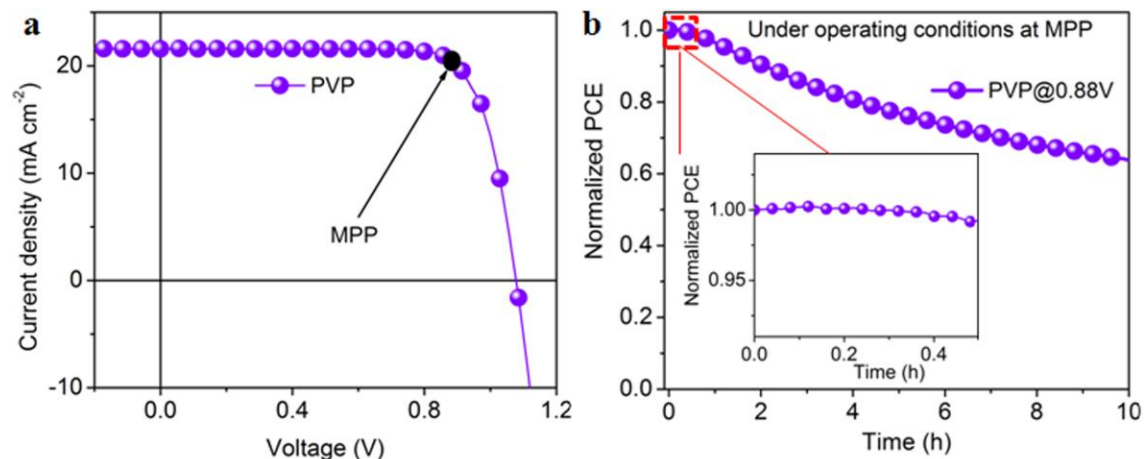 a
Current density (mA cm⁻²)
20
10
0
-10
PVP
MPP
0.0 0.4 0.8 1.2
Voltage (V)
b
Normalized PCE
1.0
0.8
0.6
0.4
0.2
0.0
Under operating conditions at MPP
PVP@0.88V
Normalized PCE
1.00
0.95
0.0 0.2 0.4
Time (h)
0 2 4 6 8 10
Time (h)